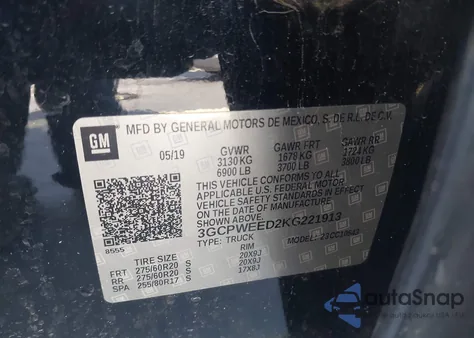 GM
MFD BY GENERAL MOTORS DE MEXICO, S. DE R.L. DE C.V.
05/19 GVWR GAWR FRT GAWR RR
3130 KG 1678 KG 1724 KG
6900 LB 3700 LB 3800 LB
THIS VEHICLE CONFORMS TO ALL
APPLICABLE U.S. FEDERAL MOTOR
VEHICLE SAFETY STANDARDS IN EFFECT ON
THE DATE OF MANUFACTURE SHOWN ABOVE.
3GCPWEED2KG221913
8555
TYPE: TRUCK MODEL:
TIRE SIZE RIM
FRT 275/60R20 S 20X9J
RR 275/60R20 S 20X9J
SPA 255/80R17 S 17X8J
autoSnap